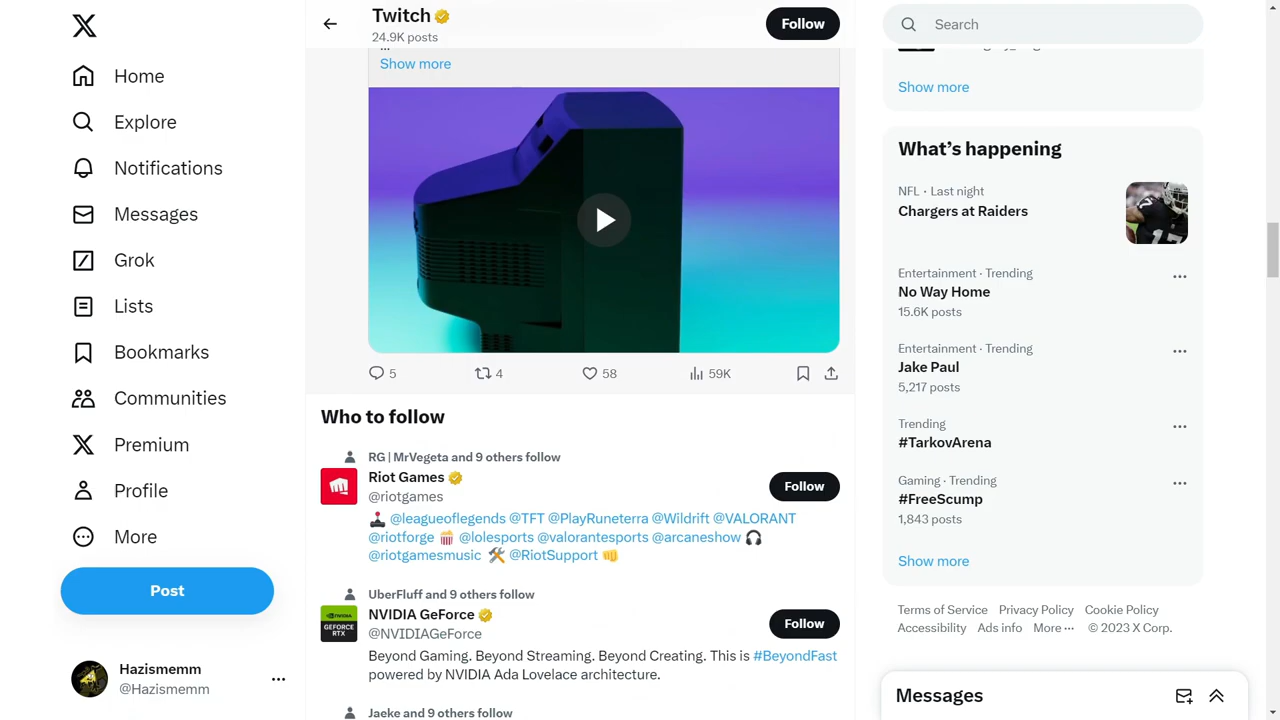 Home
Explore
Notifications
Messages
Grok
Lists
Bookmarks
Communities
Premium
Profile
More
Post
Hazismemm
@Hazismemm
Twitch
24.9K posts
Follow
...
Show more
5
4
58
59K
Who to follow
RG | MrVegeta and 9 others follow
Riot Games
@riotgames
Follow
@leagueoflegends @TFT @PlayRuneterra @Wildrift @VALORANT
@riotforge 🍿 @lolesports @valorantesports @arcaneshow 🎧
@riotgamesmusic 🛠️ @RiotSupport 👊
UberFluff and 9 others follow
NVIDIA GeForce
@NVIDIAGeForce
Follow
NVIDIA
GEFORCE
RTX
Beyond Gaming. Beyond Streaming. Beyond Creating. This is #BeyondFast
powered by NVIDIA Ada Lovelace architecture.
Jaeke and 9 others follow
Search
Show more
What's happening
NFL · Last night
Chargers at Raiders
Entertainment · Trending
No Way Home
15.6K posts
Entertainment · Trending
Jake Paul
5,217 posts
Trending
#TarkovArena
Gaming · Trending
#FreeScump
1,843 posts
Show more
Terms of Service Privacy Policy Cookie Policy
Accessibility Ads info More ··· © 2023 X Corp.
Messages